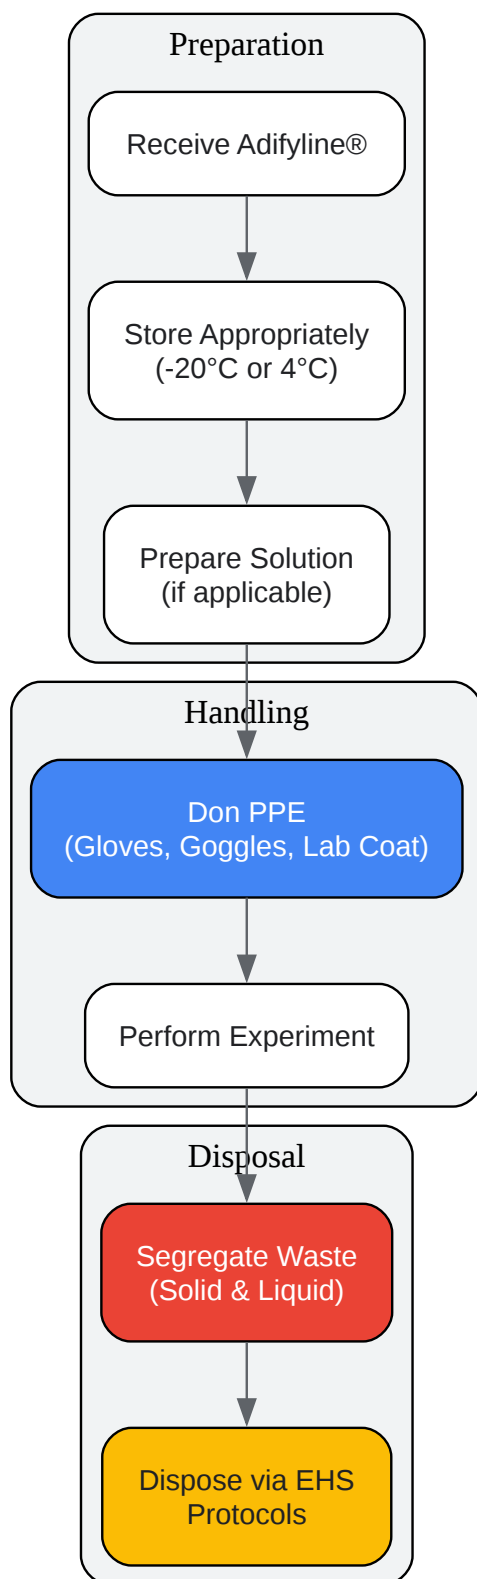 Preparation
Receive Adifyline®
Store Appropriately
(-20°C or 4°C)
Prepare Solution
(if applicable)
Handling
Don PPE
(Gloves, Goggles, Lab Coat)
Perform Experiment
Disposal
Segregate Waste
(Solid & Liquid)
Dispose via EHS
Protocols